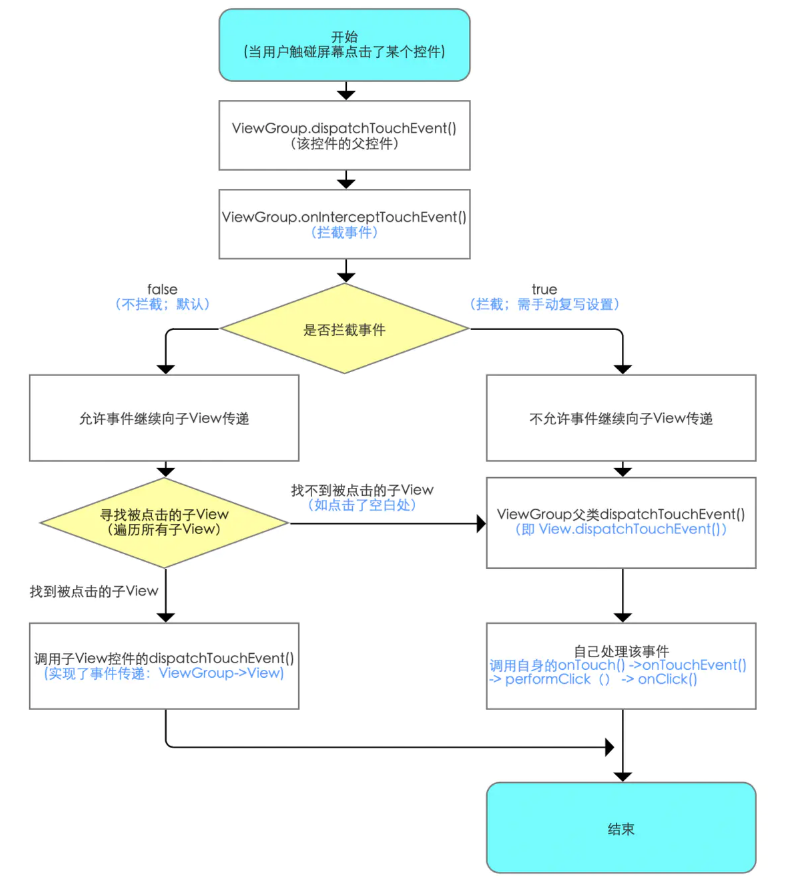 开始
(当用户触碰屏幕点击了某个控件)
ViewGroup.dispatchTouchEvent()
（该控件的父控件）
ViewGroup.onInterceptTouchEvent()
（拦截事件）
false
（不拦截；默认）
true
（拦截；需手动复写设置）
是否拦截事件
允许事件继续向子View传递
不允许事件继续向子View传递
寻找被点击的子View
（遍历所有子View）
找不到被点击的子View
（如点击了空白处）
ViewGroup父类dispatchTouchEvent()
（即 View.dispatchTouchEvent()）
找到被点击的子View
调用子View控件的dispatchTouchEvent()
(实现了事件传递：ViewGroup->View)
自己处理该事件
调用自身的onTouch() ->onTouchEvent()
-> performClick（） -> onClick()
结束